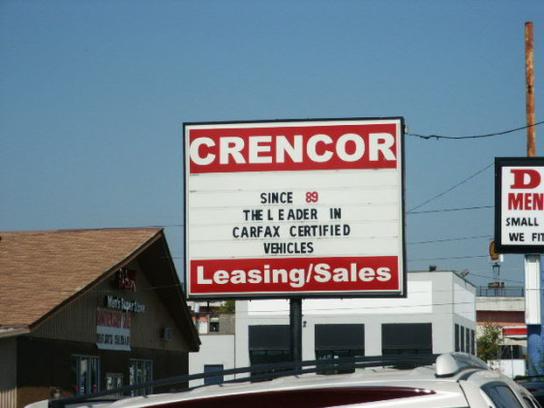 CRENCOR
SINCE 89
THE LEADER IN
CARFAX CERTIFIED
VEHICLES
Leasing/Sales
D
MEN
SMALL
WE FIT
Men's Super Store